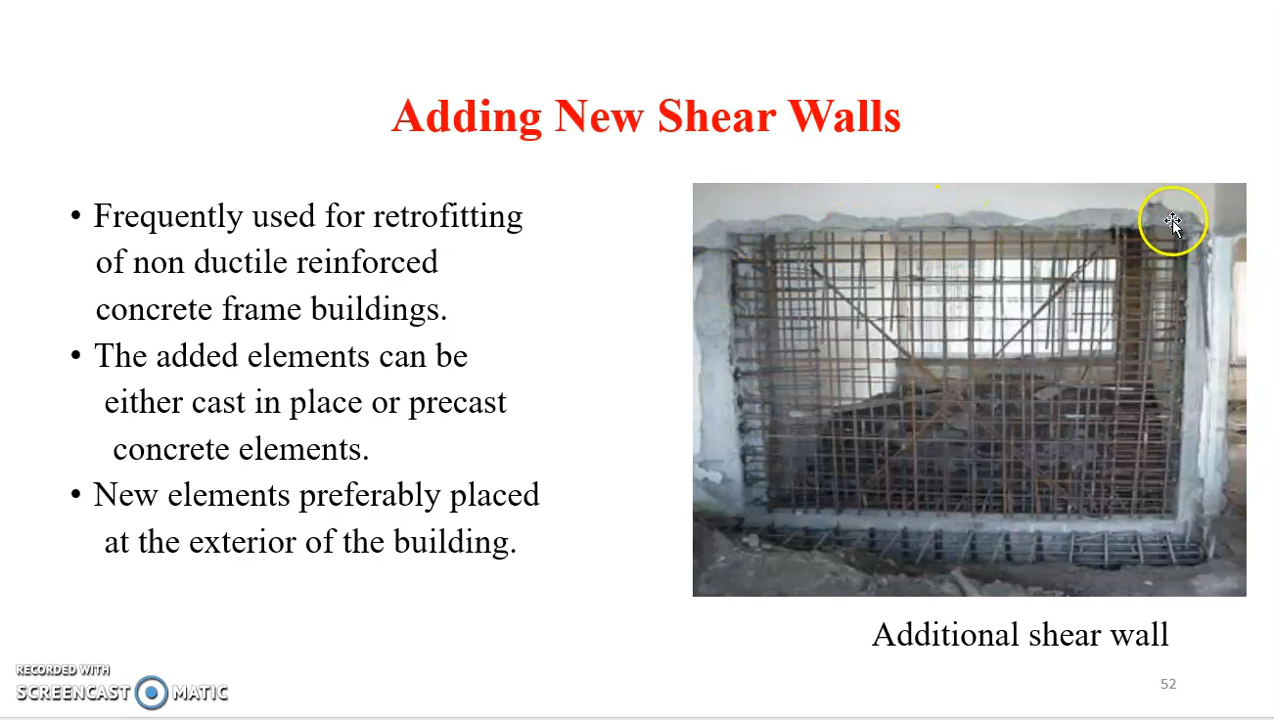 Adding New Shear Walls
• Frequently used for retrofitting
of non ductile reinforced
concrete frame buildings.
• The added elements can be
either cast in place or precast
concrete elements.
• New elements preferably placed
at the exterior of the building.
Additional shear wall
RECORDED WITH
SCREENCAST MATIC
52